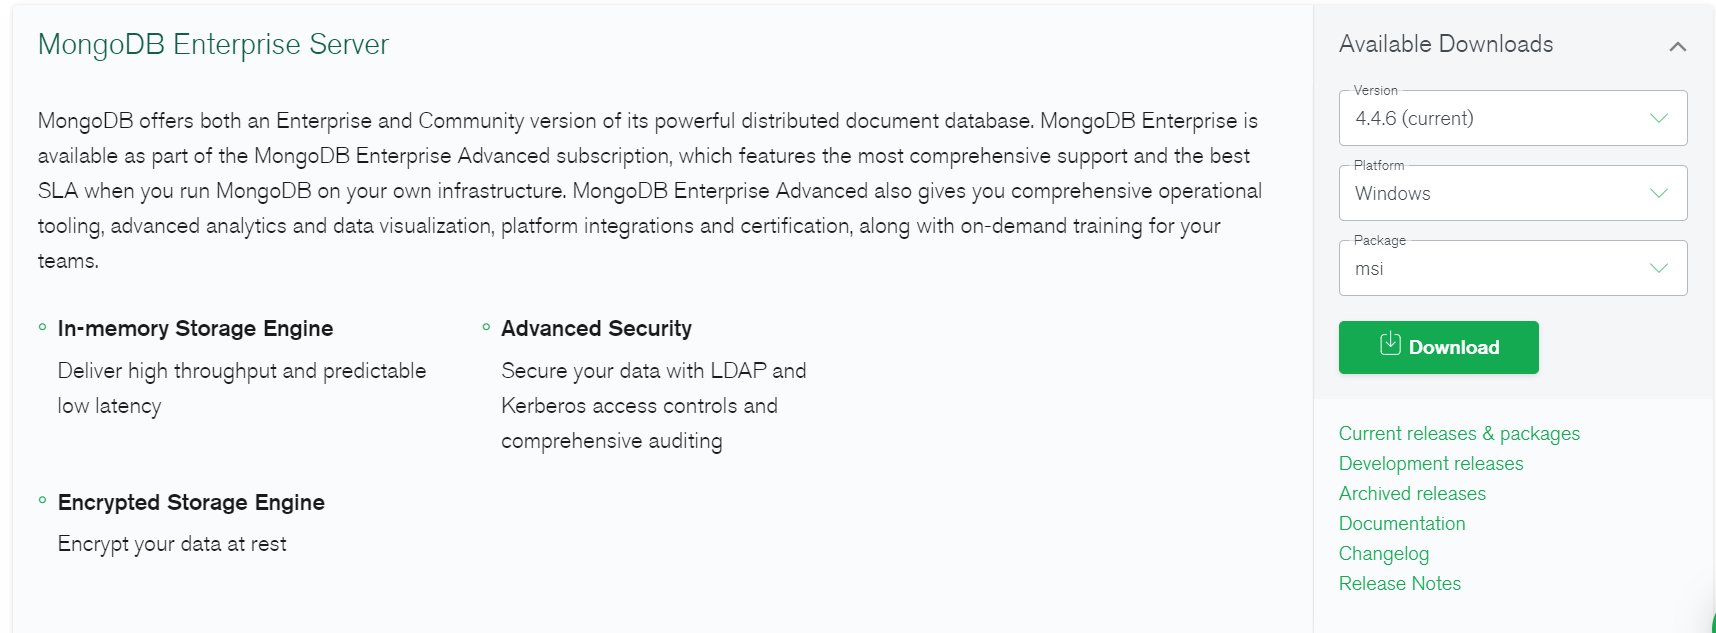 MongoDB Enterprise Server
MongoDB offers both an Enterprise and Community version of its powerful distributed document database. MongoDB Enterprise is
available as part of the MongoDB Enterprise Advanced subscription, which features the most comprehensive support and the best
SLA when you run MongoDB on your own infrastructure. MongoDB Enterprise Advanced also gives you comprehensive operational
tooling, advanced analytics and data visualization, platform integrations and certification, along with on-demand training for your
teams.
In-memory Storage Engine
Deliver high throughput and predictable
low latency
Advanced Security
Secure your data with LDAP and
Kerberos access controls and
comprehensive auditing
Encrypted Storage Engine
Encrypt your data at rest
Available Downloads
Version
4.4.6 (current)
Platform
Windows
Package
msi
Download
Current releases & packages
Development releases
Archived releases
Documentation
Changelog
Release Notes